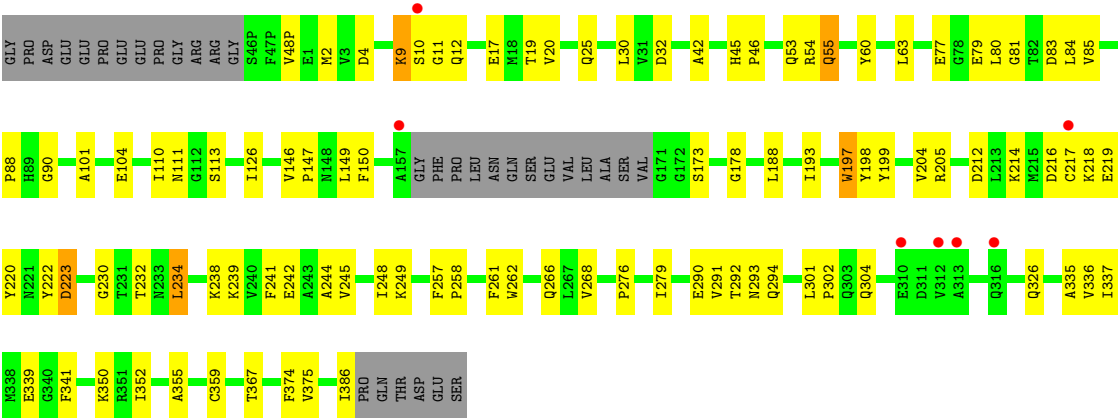 GLY PRO ASP GLU GLU PRO GLU GLU PRO GLY ARG ARG GLY S46P F47P V48P E1 M2 V3 D4 K9 S10 G11 Q12 E17 M18 T19 V20 Q25 L30 V31 D32 A42 H45 P46 Q53 R54 Q55 Y60 L63 E77 G78 E79 L80 G81 T82 D83 L84 V85
P88 H89 G90 A101 E104 I110 N111 G112 S113 I126 V146 P147 N148 L149 F150 A157 GLY PHE PRO LEU ASN GLN SER GLU VAL LEU ALA SER VAL G171 G172 S173 G178 L188 I193 W197 Y198 Y199 V204 R205 D212 L213 K214 M215 D216 C217 K218 E219
Y220 N221 Y222 D223 G230 T231 T232 N233 L234 K238 K239 V240 F241 E242 A243 A244 V245 I248 K249 F257 P258 F261 W262 Q266 L267 V268 P276 I279 E290 V291 T292 N293 Q294 L301 P302 Q303 Q304 E310 D311 V312 A313 Q316 Q326 A335 V336 I337
M338 E339 G340 F341 K350 R351 I352 A355 C359 T367 F374 V375 I386 PRO GLN THR ASP GLU SER